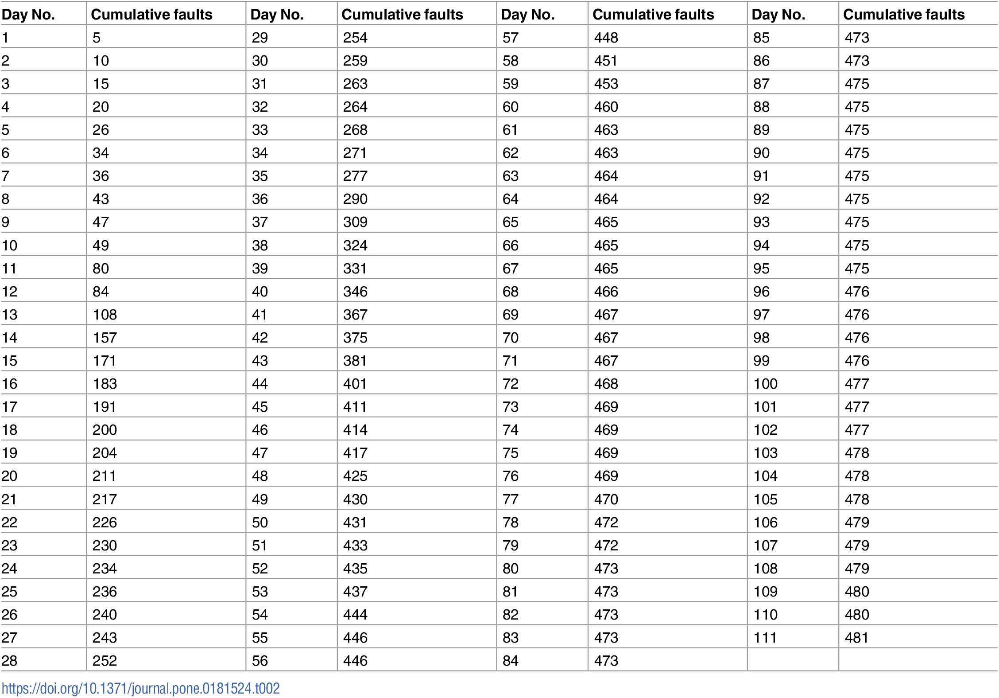 Day No. Cumulative faults Day No. Cumulative faults Day No. Cumulative faults Day No. Cumulative faults
1 5 29 254 57 448 85 473
2 10 30 259 58 451 86 473
3 15 31 263 59 453 87 475
4 20 32 264 60 460 88 475
5 26 33 268 61 463 89 475
6 34 34 271 62 463 90 475
7 36 35 277 63 464 91 475
8 43 36 290 64 464 92 475
9 47 37 309 65 465 93 475
10 49 38 324 66 465 94 475
11 80 39 331 67 465 95 475
12 84 40 346 68 466 96 476
13 108 41 367 69 467 97 476
14 157 42 375 70 467 98 476
15 171 43 381 71 467 99 476
16 183 44 401 72 468 100 477
17 191 45 411 73 469 101 477
18 200 46 414 74 469 102 477
19 204 47 417 75 469 103 478
20 211 48 425 76 469 104 478
21 217 49 430 77 470 105 478
22 226 50 431 78 472 106 479
23 230 51 433 79 472 107 479
24 234 52 435 80 473 108 479
25 236 53 437 81 473 109 480
26 240 54 444 82 473 110 480
27 243 55 446 83 473 111 481
28 252 56 446 84 473
https://doi.org/10.1371/journal.pone.0181524.t002